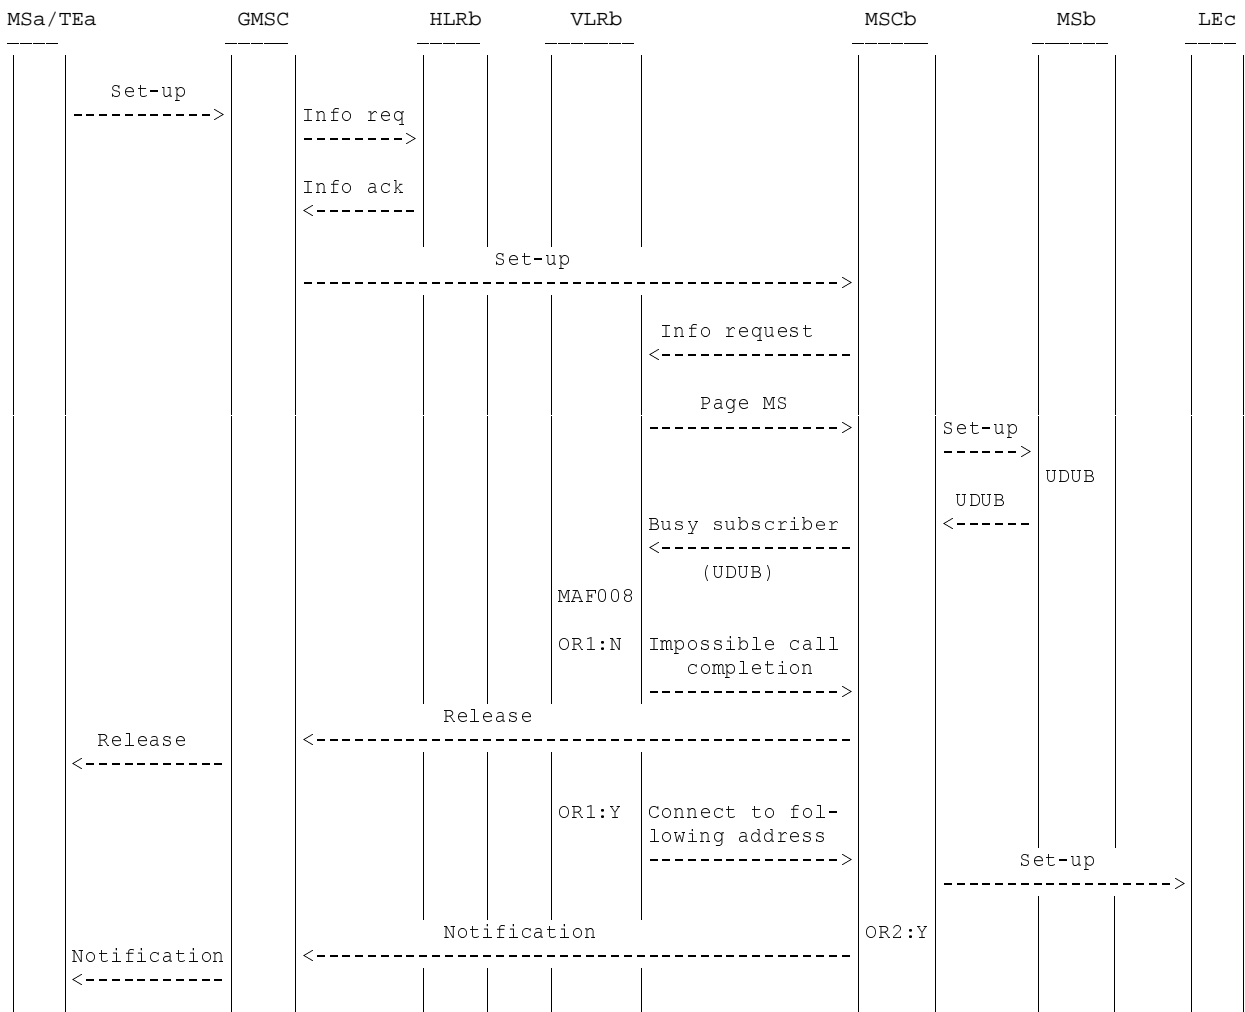 MSa/TEa GMSC HLRb VLRb MSCb MSb LEc
Set-up
Info req
Info ack
Set-up
Info request
Page MS
Set-up
UDUB
UDUB
Busy subscriber
(UDUB)
MAF008
OR1:N Impossible call
completion
Release
Release
OR1:Y Connect to fol-
lowing address
Set-up
Notification OR2:Y
Notification